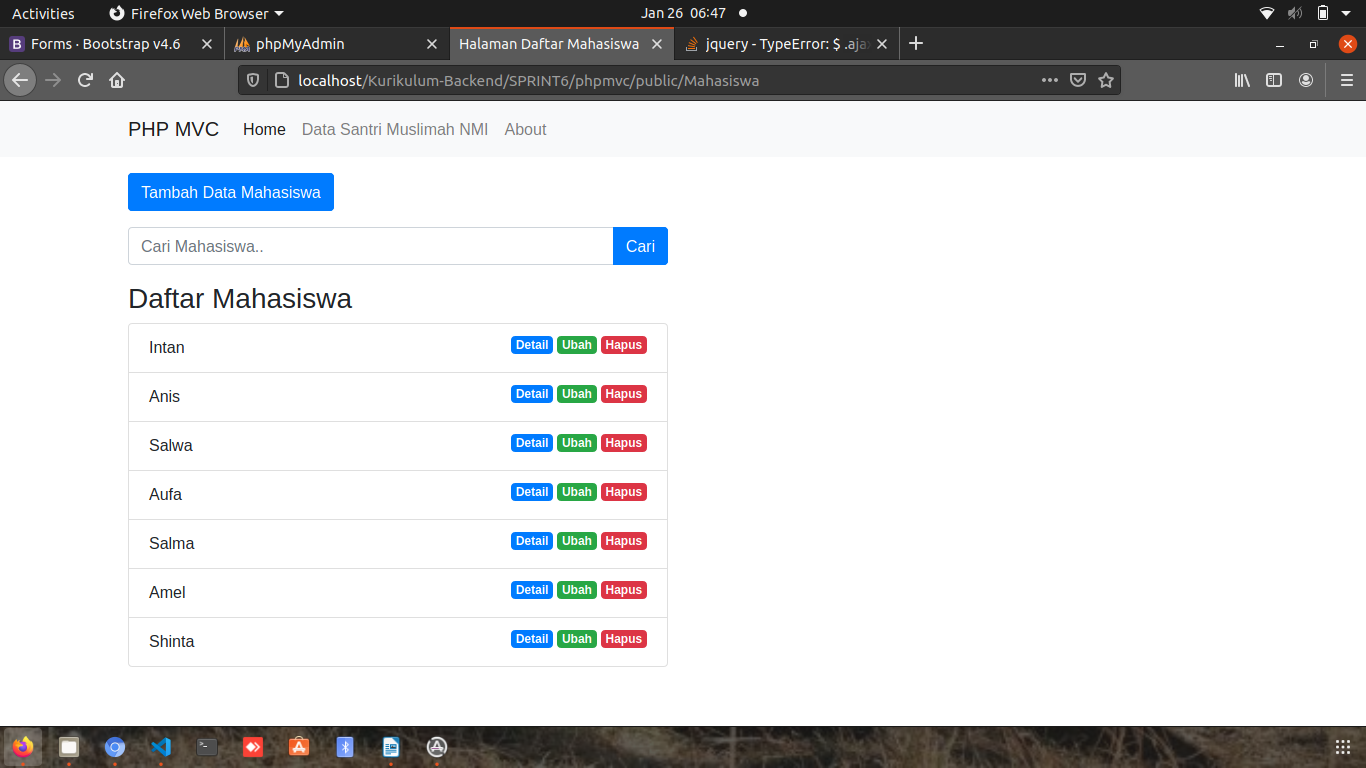 Activities Firefox Web Browser Jan 26 06:47
Forms · Bootstrap v4.6 phpMyAdmin Halaman Daftar Mahasiswa jquery - TypeError: $ .aja
localhost/Kurikulum-Backend/SPRINT6/phpmvc/public/Mahasiswa
PHP MVC Home Data Santri Muslimah NMI About
Tambah Data Mahasiswa
Cari Mahasiswa.. Cari
Daftar Mahasiswa
Intan Detail Ubah Hapus
Anis Detail Ubah Hapus
Salwa Detail Ubah Hapus
Aufa Detail Ubah Hapus
Salma Detail Ubah Hapus
Amel Detail Ubah Hapus
Shinta Detail Ubah Hapus